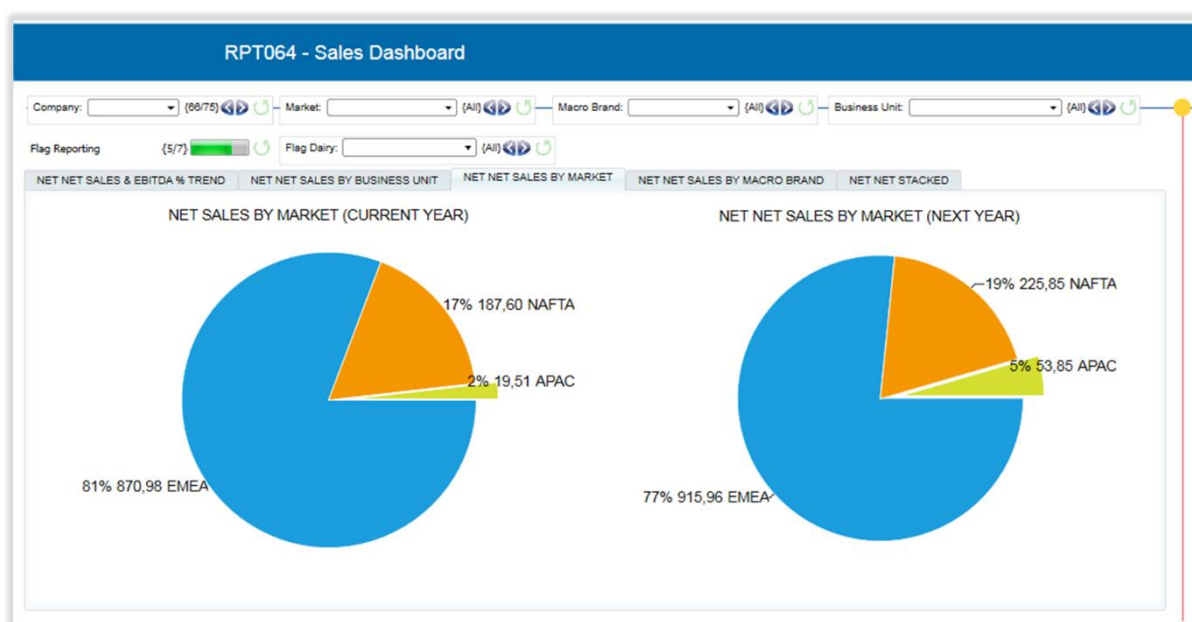 RPT064 - Sales Dashboard
Company: {66/75} Market: {All} Macro Brand: {All} Business Unit: {All}
Flag Reporting {5/7} Flag Dairy: {All}
NET NET SALES & EBITDA % TREND NET NET SALES BY BUSINESS UNIT NET NET SALES BY MARKET NET NET SALES BY MACRO BRAND NET NET STACKED
NET SALES BY MARKET (CURRENT YEAR)
17% 187,60 NAFTA
2% 19,51 APAC
81% 870,98 EMEA
NET NET SALES BY MARKET (NEXT YEAR)
19% 225,85 NAFTA
5% 53,85 APAC
77% 915,96 EMEA